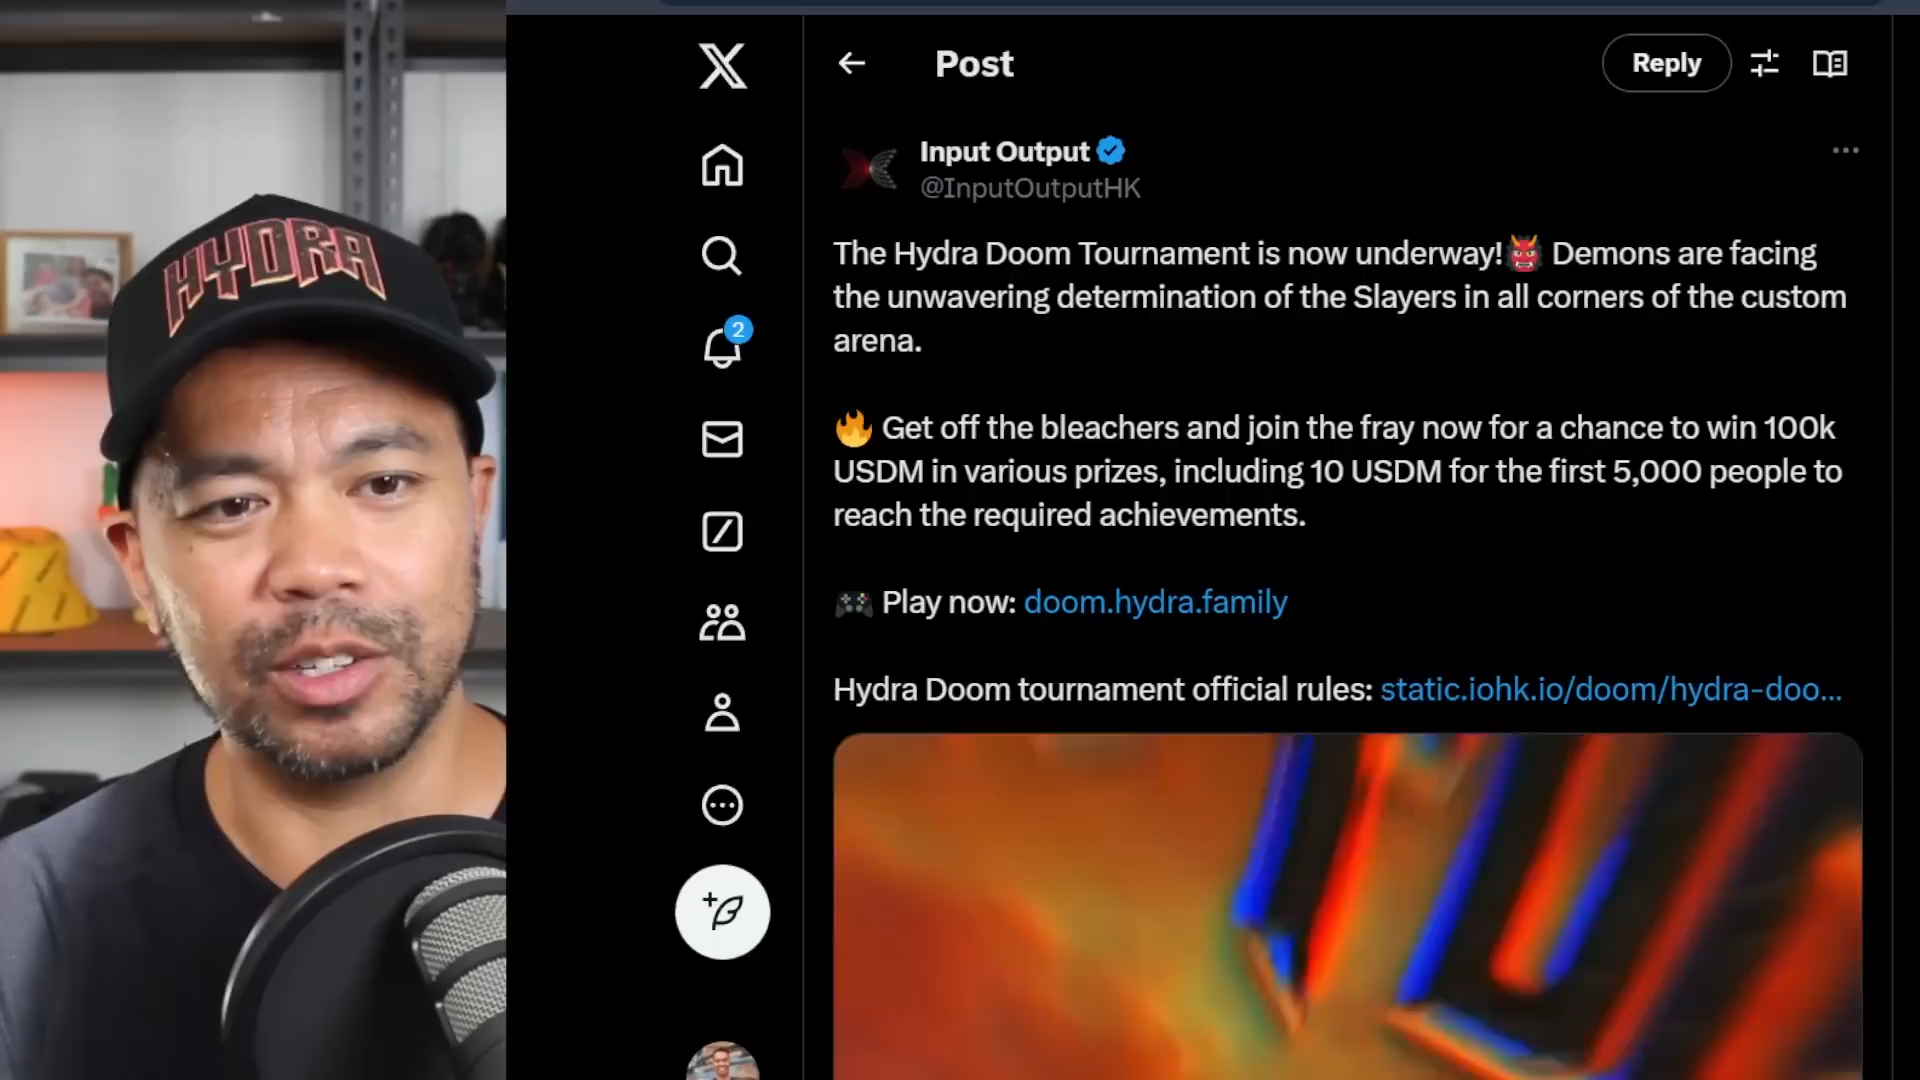 HYDRA
2
Post
Reply
Input Output
@InputOutputHK
The Hydra Doom Tournament is now underway!👹 Demons are facing
the unwavering determination of the Slayers in all corners of the custom
arena.
🔥 Get off the bleachers and join the fray now for a chance to win 100k
USDM in various prizes, including 10 USDM for the first 5,000 people to
reach the required achievements.
🎮 Play now: doom.hydra.family
Hydra Doom tournament official rules: static.iohk.io/doom/hydra-doo...